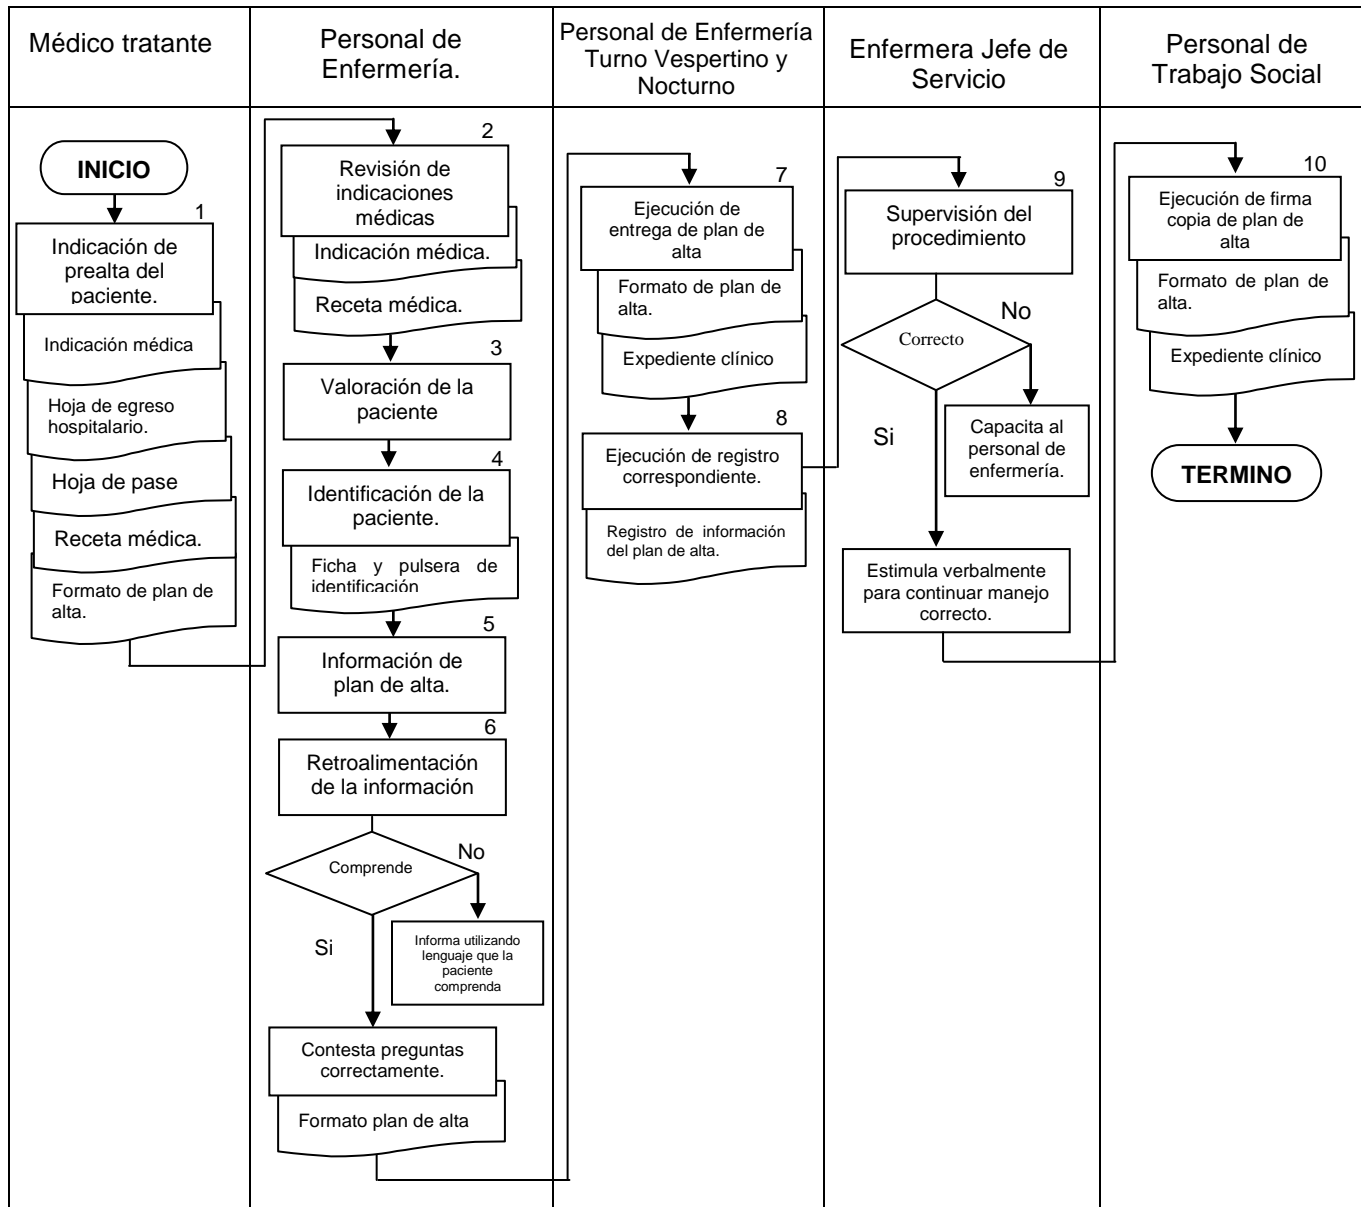 Médico tratante
Personal de
Enfermería.
Personal de Enfermería
Turno Vespertino y
Nocturno
Enfermera Jefe de
Servicio
Personal de
Trabajo Social
INICIO
1
Indicación de
prealta del
paciente.
Indicación médica
Hoja de egreso
hospitalario.
Hoja de pase
Receta médica.
Formato de plan de
alta.
2
Revisión de
indicaciones
médicas
Indicación médica.
Receta médica.
3
Valoración de la
paciente
4
Identificación de la
paciente.
Ficha y pulsera de
identificación
5
Información de
plan de alta.
6
Retroalimentación
de la información
Comprende
No
Si
Informa utilizando
lenguaje que la
paciente
comprenda
Contesta preguntas
correctamente.
Formato plan de alta
7
Ejecución de
entrega de plan de
alta
Formato de plan de
alta.
Expediente clínico
8
Ejecución de registro
correspondiente.
Registro de información
del plan de alta.
9
Supervisión del
procedimiento
Correcto
No
Si
Capacita al
personal de
enfermería.
Estimula verbalmente
para continuar manejo
correcto.
10
Ejecución de firma
copia de plan de
alta
Formato de plan de
alta.
Expediente clínico
TERMINO